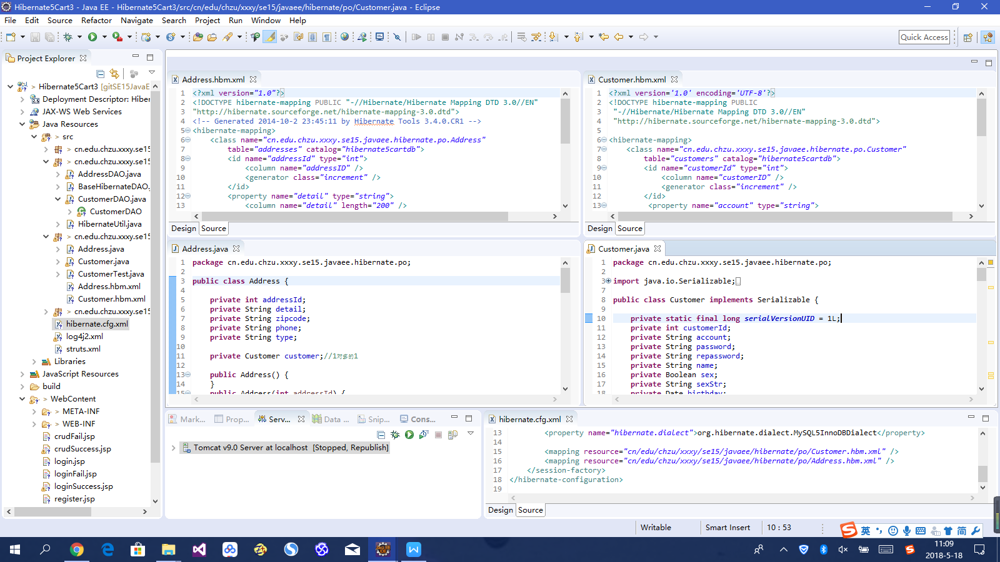 Hibernate5Cart3 - Java EE - Hibernate5Cart3/src/cn/edu/chzu/xxxy/se15/javaee/hibernate/po/Customer.java - Eclipse
File Edit Source Refactor Navigate Search Project Run Window Help
Quick Access
Project Explorer
> Hibernate5Cart3 [gitSE15JavaE
Deployment Descriptor: Hiber
JAX-WS Web Services
Java Resources
> src
> cn.edu.chzu.xxxy.se15
> cn.edu.chzu.xxxy.se15
AddressDAO.java
BaseHibernateDAO.
CustomerDAO.java
CustomerDAO
HibernateUtil.java
> cn.edu.chzu.xxxy.se15
Address.java
Customer.java
CustomerTest.java
Address.hbm.xml
Customer.hbm.xml
> cn.edu.chzu.xxxy.se15
hibernate.cfg.xml
log4j2.xml
struts.xml
Libraries
JavaScript Resources
build
> WebContent
> META-INF
> WEB-INF
crudFail.jsp
crudSuccess.jsp
login.jsp
loginFail.jsp
loginSuccess.jsp
register.jsp
Address.hbm.xml
1 <?xml version="1.0"?>
2 <!DOCTYPE hibernate-mapping PUBLIC "-//Hibernate/Hibernate Mapping DTD 3.0//EN"
3 "http://hibernate.sourceforge.net/hibernate-mapping-3.0.dtd">
4 <!-- Generated 2014-10-2 23:45:11 by Hibernate Tools 3.4.0.CR1 -->
5 <hibernate-mapping>
6 <class name="cn.edu.chzu.xxxy.se15.javaee.hibernate.po.Address"
7 table="addresses" catalog="hibernate5cartdb">
8 <id name="addressId" type="int">
9 <column name="addressID" />
10 <generator class="increment" />
11 </id>
12 <property name="detail" type="string">
13 <column name="detail" length="200" />
Design Source
Customer.hbm.xml
1 <?xml version='1.0' encoding='UTF-8'?>
2 <!DOCTYPE hibernate-mapping PUBLIC
3 "-//Hibernate/Hibernate Mapping DTD 3.0//EN"
4 "http://hibernate.sourceforge.net/hibernate-mapping-3.0.dtd">
5
6 <hibernate-mapping>
7 <class name="cn.edu.chzu.xxxy.se15.javaee.hibernate.po.Customer"
8 table="customers" catalog="hibernate5cartdb">
9 <id name="customerId" type="int">
10 <column name="customerID" />
11 <generator class="increment" />
12 </id>
13 <property name="account" type="string">
Design Source
Address.java
1 package cn.edu.chzu.xxxy.se15.javaee.hibernate.po;
2
3 public class Address {
4
5 private int addressId;
6 private String detail;
7 private String zipcode;
8 private String phone;
9 private String type;
10
11 private Customer customer;//1对多的1
12
13 public Address() {
14 }
15 public Address(int addressId) {
Customer.java
1 package cn.edu.chzu.xxxy.se15.javaee.hibernate.po;
2
3 import java.io.Serializable;
7
8 public class Customer implements Serializable {
9
10 private static final long serialVersionUID = 1L;
11 private int customerId;
12 private String account;
13 private String password;
14 private String repassword;
15 private String name;
16 private Boolean sex;
17 private String sexStr;
18 private Date birthday;
Mark... Prop... Serv... Data ... Snip... Cons...
Tomcat v9.0 Server at localhost [Stopped, Republish]
hibernate.cfg.xml
13 <property name="hibernate.dialect">org.hibernate.dialect.MySQL5InnoDBDialect</property>
14
15 <mapping resource="cn/edu/chzu/xxxy/se15/javaee/hibernate/po/Customer.hbm.xml" />
16 <mapping resource="cn/edu/chzu/xxxy/se15/javaee/hibernate/po/Address.hbm.xml" />
17 </session-factory>
18 </hibernate-configuration>
19
Design Source
Writable Smart Insert 10 : 53
英 简
11:09
2018-5-18